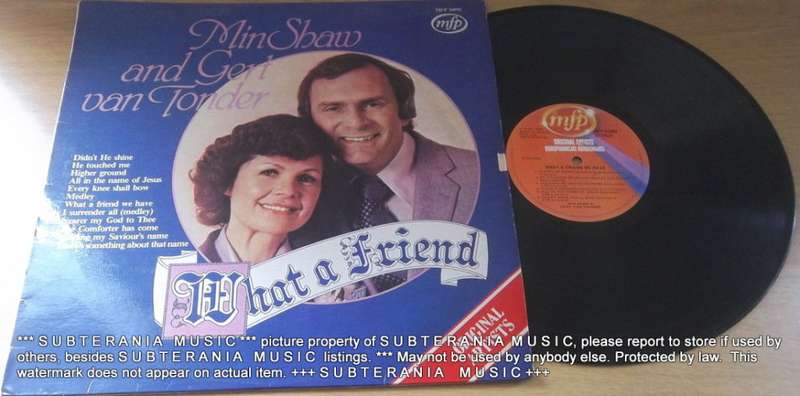 mfp
Min Shaw
and Gert
van Tonder
Didn't He shine
He touched me
Higher ground
All in the name of Jesus
Every knee shall bow
Medley
What a friend we have
I surrender all (medley)
my God to Thee
Comforter has come
my Saviour's name
something about that name
What a Friend
ORIGINAL
ARTISTS
mfp
ORIGINAL ARTISTS
WHAT A FRIEND WE HAVE
*** S U B T E R A N I A M U S I C *** picture property of S U B T E R A N I A M U S I C, please report to store if used by
others, besides S U B T E R A N I A M U S I C listings. *** May not be used by anybody else. Protected by law. This
watermark does not appear on actual item. +++ S U B T E R A N I A M U S I C +++